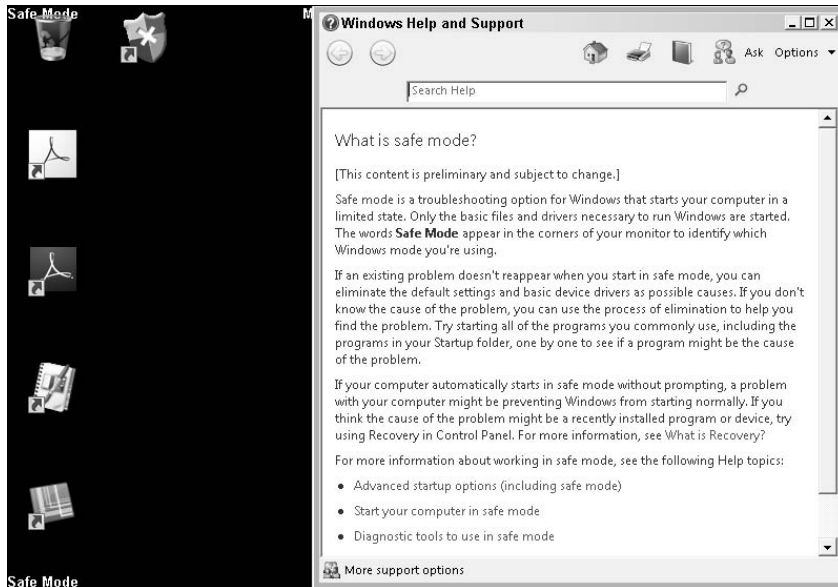 Safe Mode
M
Windows Help and Support
Ask Options
Search Help
What is safe mode?
[This content is preliminary and subject to change.]
Safe mode is a troubleshooting option for Windows that starts your computer in a
limited state. Only the basic files and drivers necessary to run Windows are started.
The words Safe Mode appear in the corners of your monitor to identify which
Windows mode you're using.
If an existing problem doesn't reappear when you start in safe mode, you can
eliminate the default settings and basic device drivers as possible causes. If you don't
know the cause of the problem, you can use the process of elimination to help you
find the problem. Try starting all of the programs you commonly use, including the
programs in your Startup folder, one by one to see if a program might be the cause
of the problem.
If your computer automatically starts in safe mode without prompting, a problem
with your computer might be preventing Windows from starting normally. If you
think the cause of the problem might be a recently installed program or device, try
using Recovery in Control Panel. For more information, see What is Recovery?
For more information about working in safe mode, see the following Help topics:
• Advanced startup options (including safe mode)
• Start your computer in safe mode
• Diagnostic tools to use in safe mode
More support options
Safe Mode